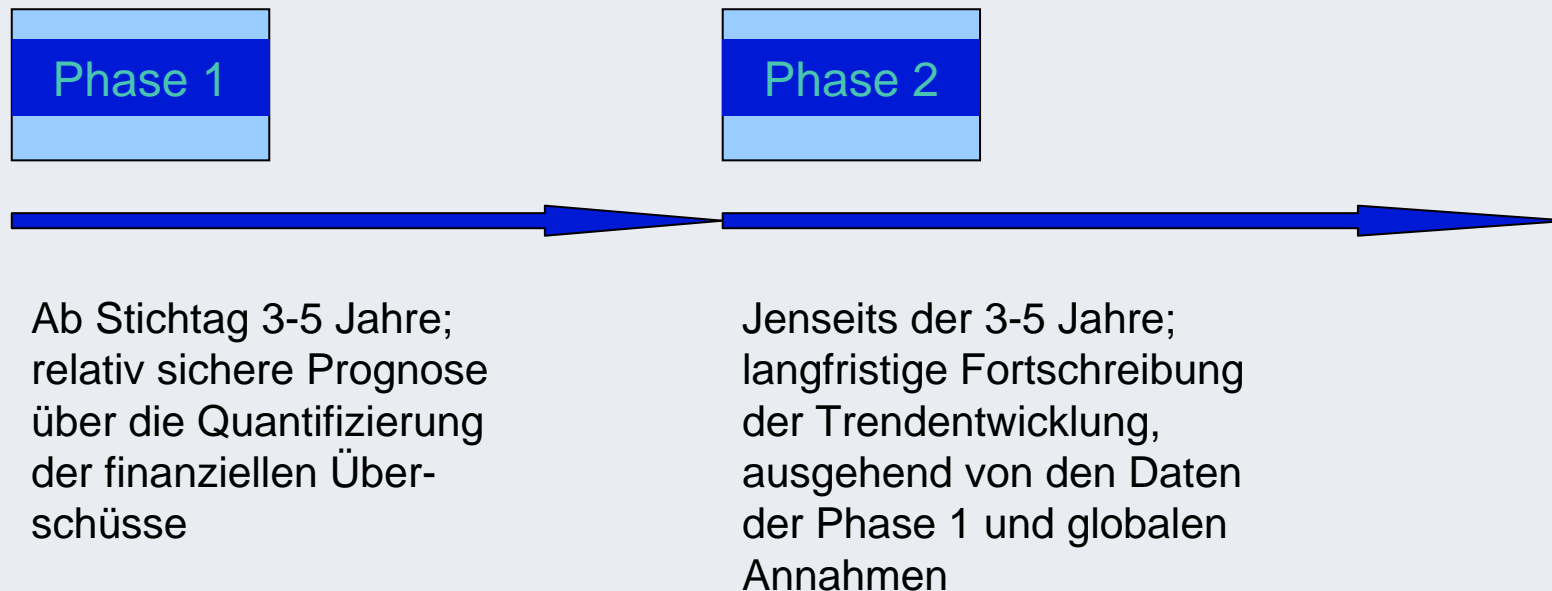 Phase 1
Phase 2
Ab Stichtag 3-5 Jahre;
relativ sichere Prognose
über die Quantifizierung
der finanziellen Über-
schüsse
Jenseits der 3-5 Jahre;
langfristige Fortschreibung
der Trendentwicklung,
ausgehend von den Daten
der Phase 1 und globalen
Annahmen